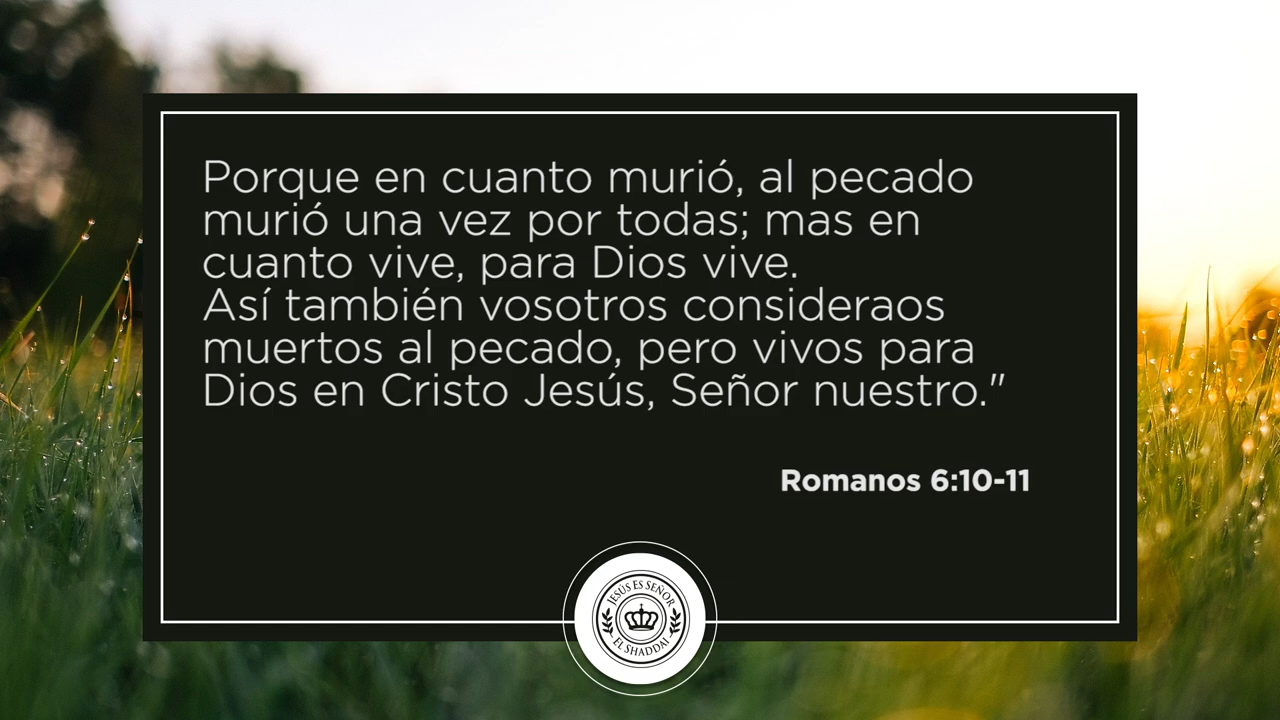 Porque en cuanto murió, al pecado
murió una vez por todas; mas en
cuanto vive, para Dios vive.
Así también vosotros consideraos
muertos al pecado, pero vivos para
Dios en Cristo Jesús, Señor nuestro."
Romanos 6:10-11
JESÚS ES SEÑOR
EL SHADDAI